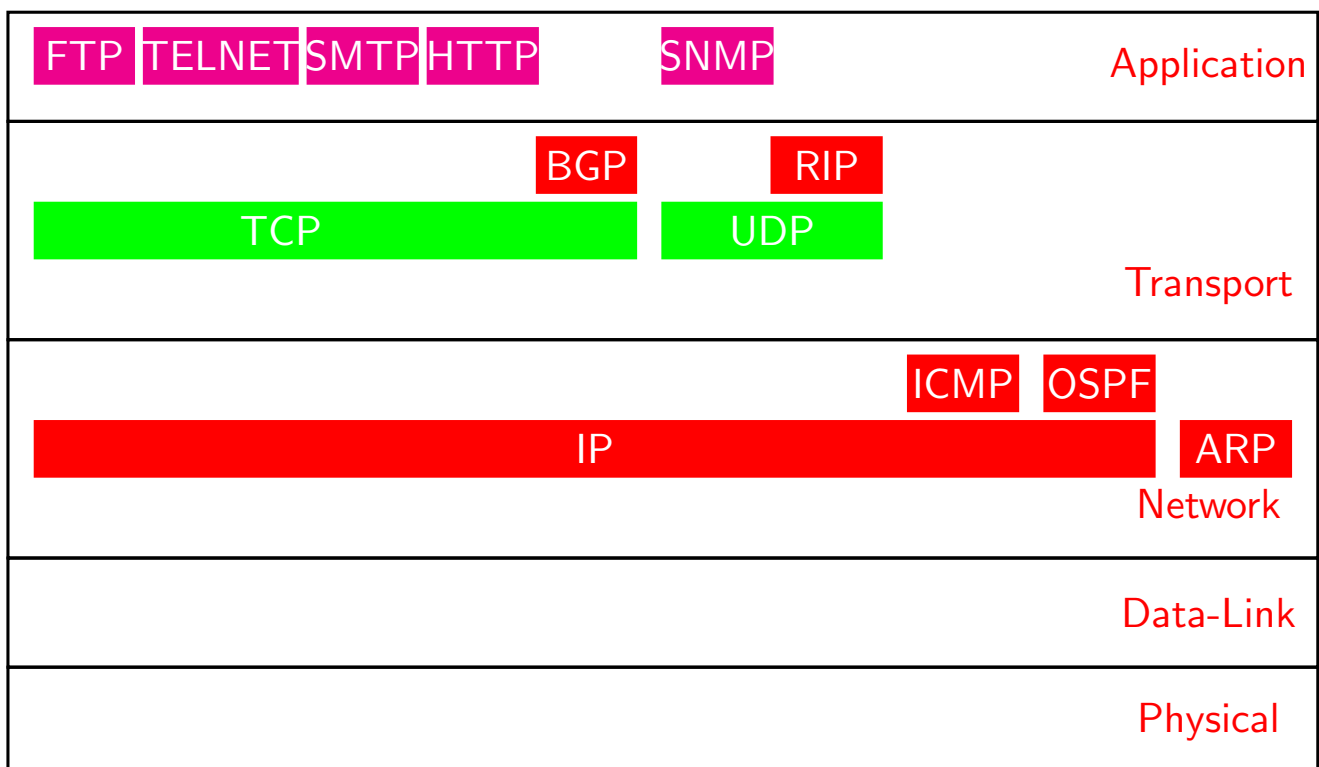 FTP TELNET SMTP HTTP SNMP Application
BGP RIP
TCP UDP
Transport
ICMP OSPF
IP ARP
Network
Data-Link
Physical